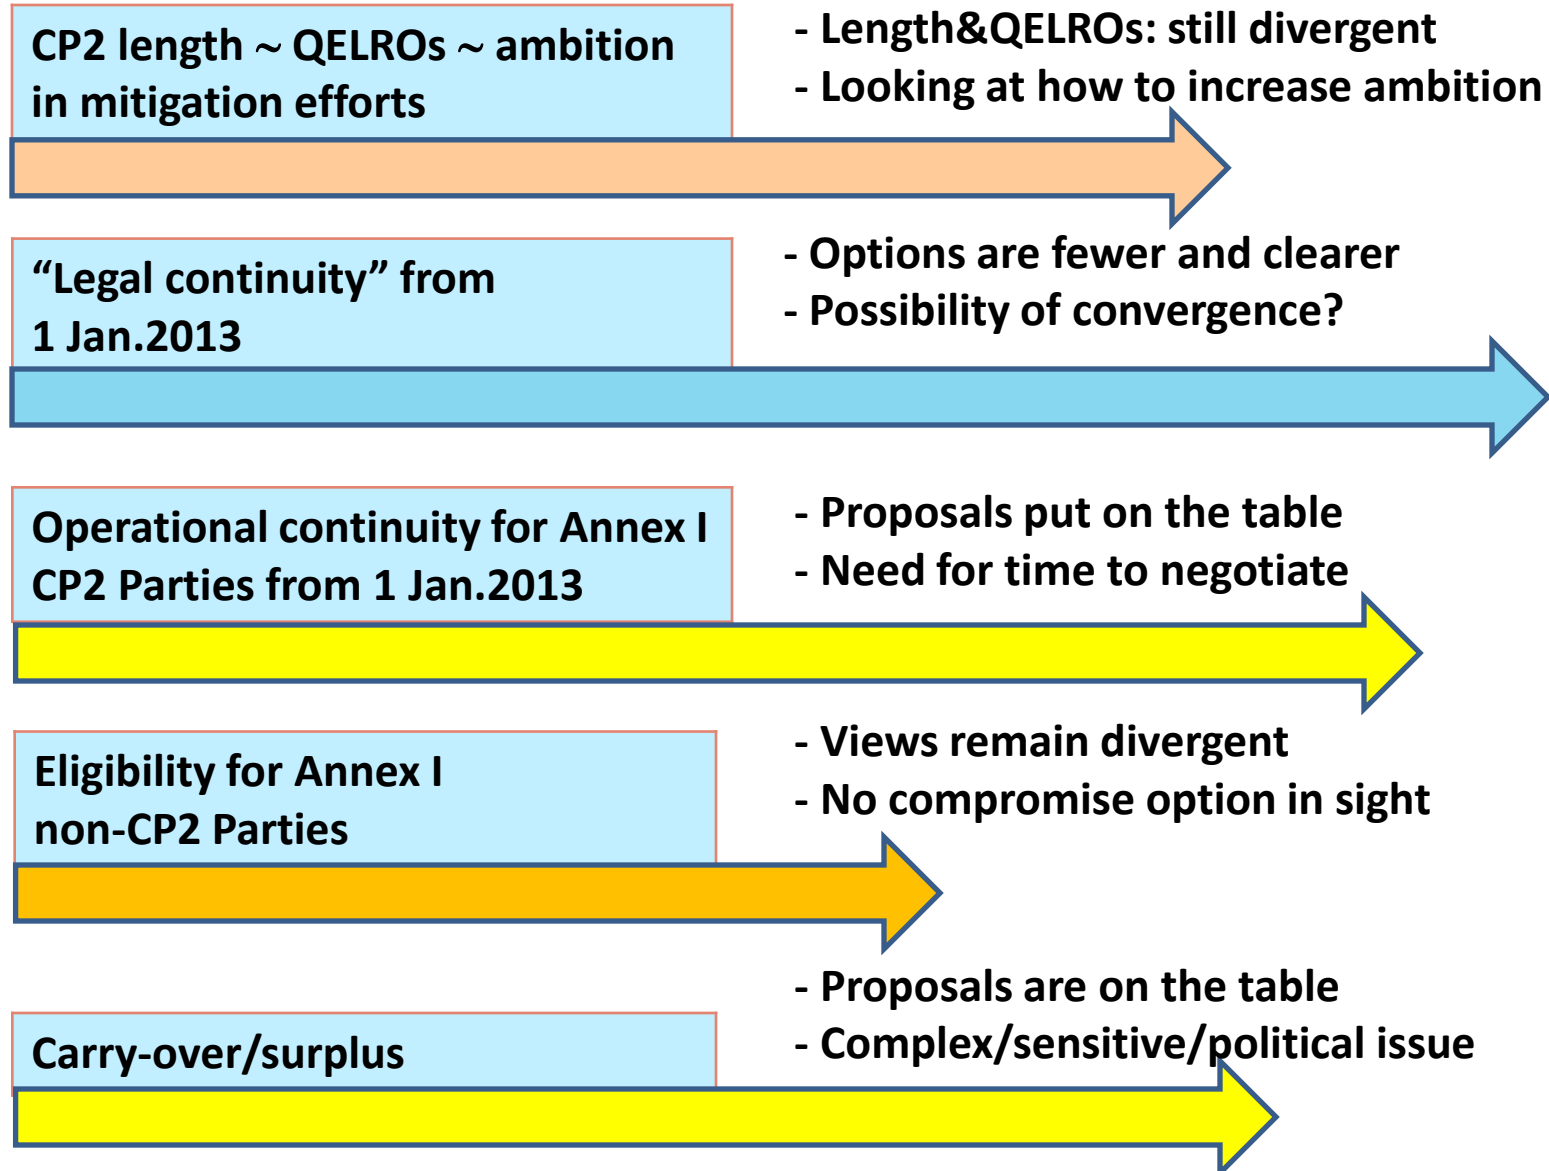 CP2 length ~ QELROs ~ ambition
in mitigation efforts
- Length&QELROs: still divergent
- Looking at how to increase ambition
“Legal continuity” from
1 Jan.2013
- Options are fewer and clearer
- Possibility of convergence?
Operational continuity for Annex I
CP2 Parties from 1 Jan.2013
- Proposals put on the table
- Need for time to negotiate
Eligibility for Annex I
non-CP2 Parties
- Views remain divergent
- No compromise option in sight
Carry-over/surplus
- Proposals are on the table
- Complex/sensitive/political issue